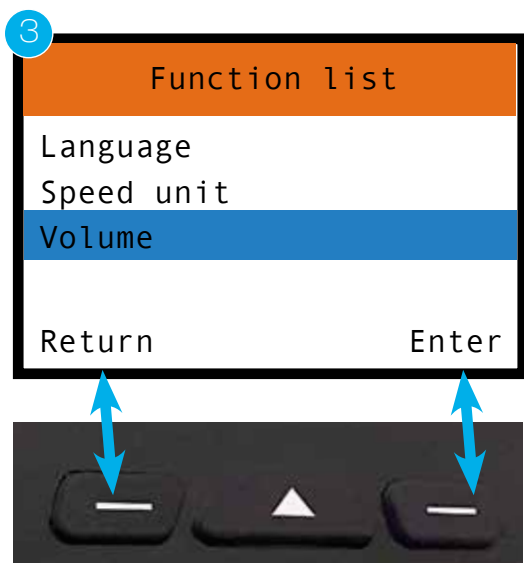 3
Function list
Language
Speed unit
Volume
Return Enter